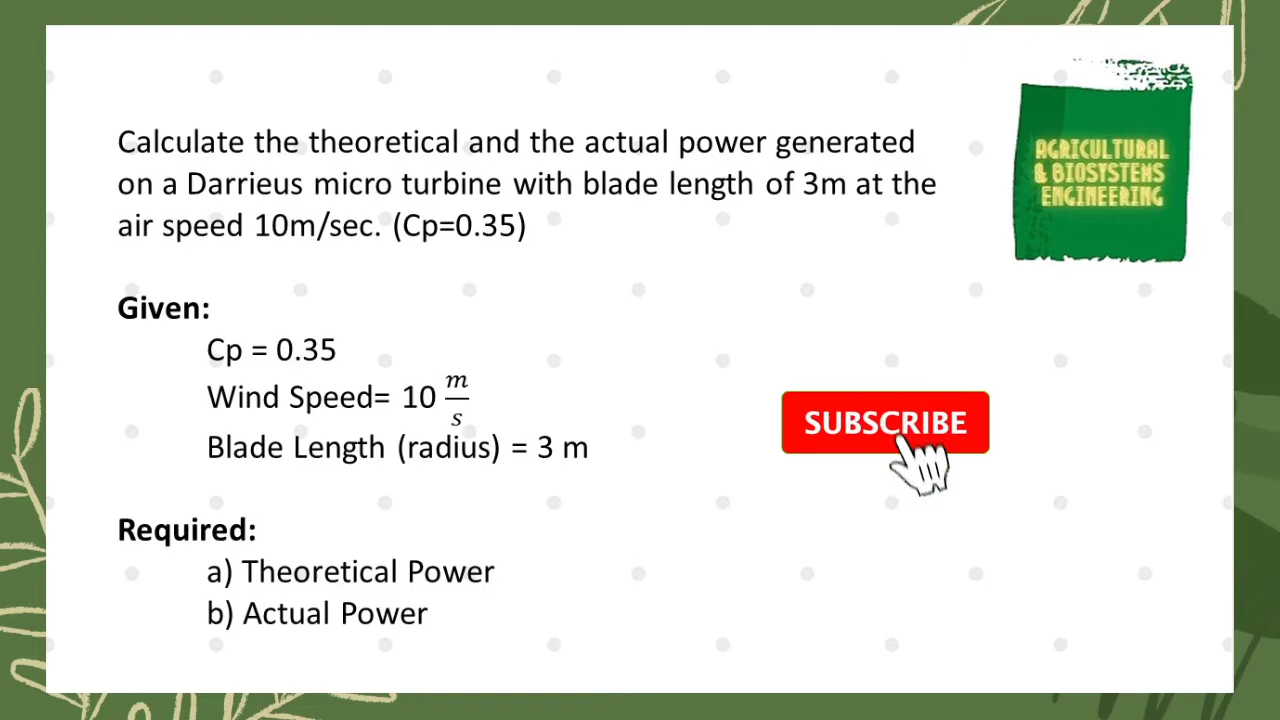 Calculate the theoretical and the actual power generated
on a Darrieus micro turbine with blade length of 3m at the
air speed 10m/sec. (Cp=0.35)
AGRICULTURAL
& BIOSYSTEMS
ENGINEERING
Given:
Cp = 0.35
Wind Speed= 10 m/s
Blade Length (radius) = 3 m
SUBSCRIBE
Required:
a) Theoretical Power
b) Actual Power